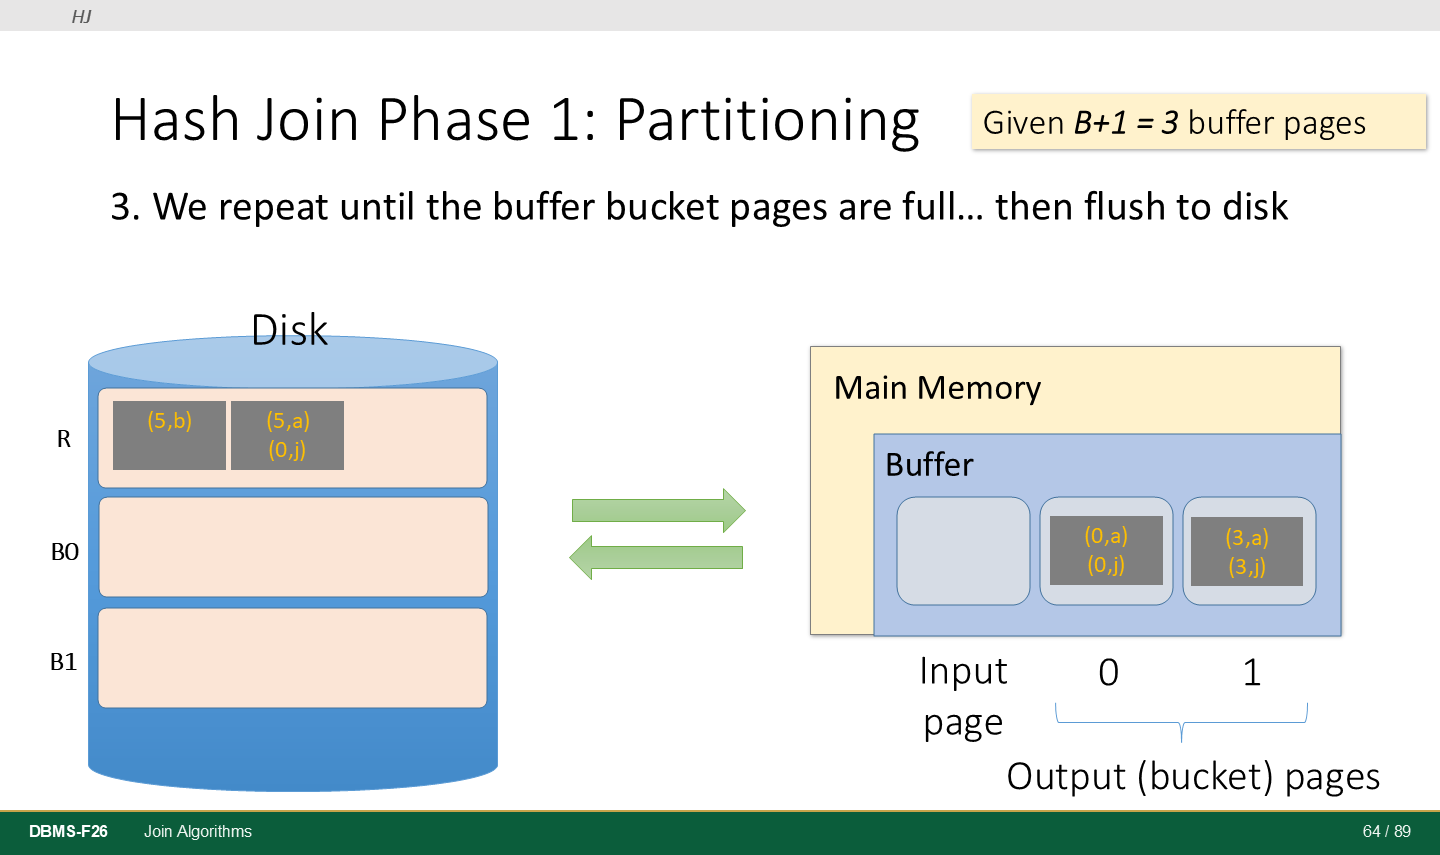 HJ
Hash Join Phase 1: Partitioning
Given B+1 = 3 buffer pages
3. We repeat until the buffer bucket pages are full… then flush to disk
Disk
R
(5,b)
(5,a)
(0,j)
B0
B1
Main Memory
Buffer
(0,a)
(0,j)
(3,a)
(3,j)
Input
page
0
1
Output (bucket) pages
DBMS-F26
Join Algorithms
64 / 89